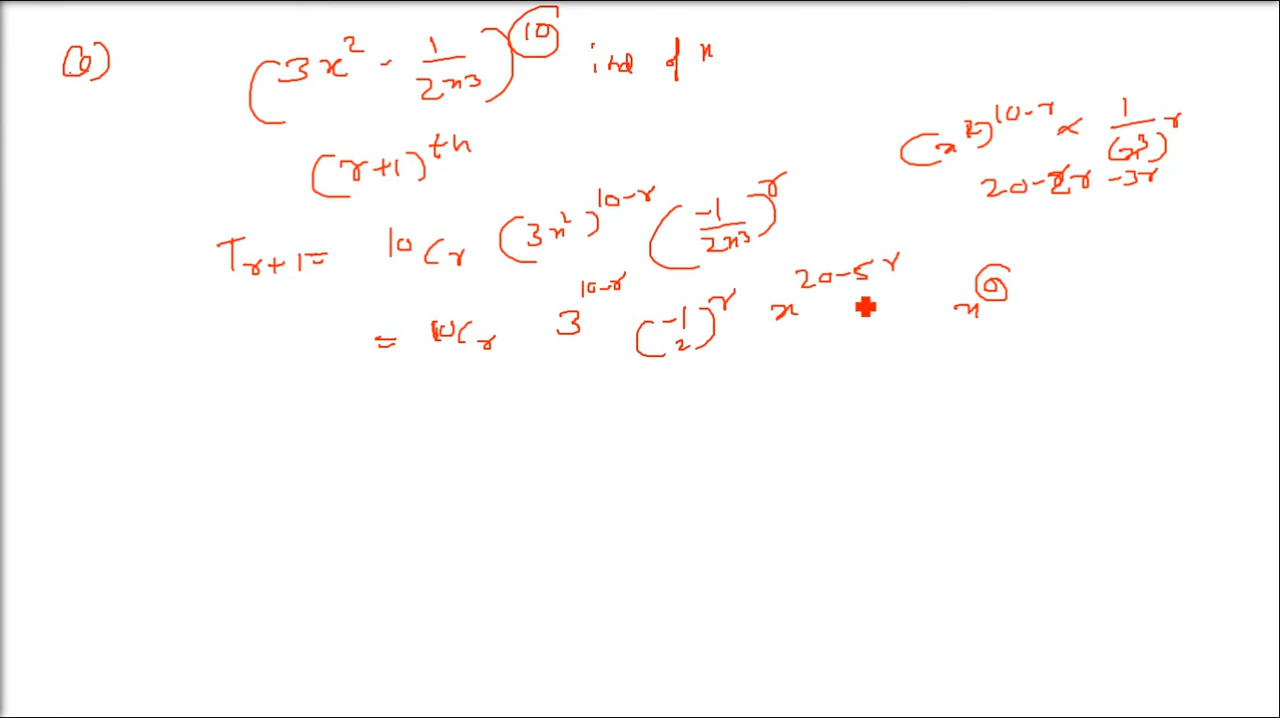 Q) (3x² - 1/2x³)^10 ind of x
(r+1)^th
(x²)^10-r × 1/(x³)^r
20-2r -3r
T_r+1 = 10C_r (3x²)^10-r (-1/2x³)^r
= 10C_r 3^10-r (-1/2)^r x^20-5r x^0